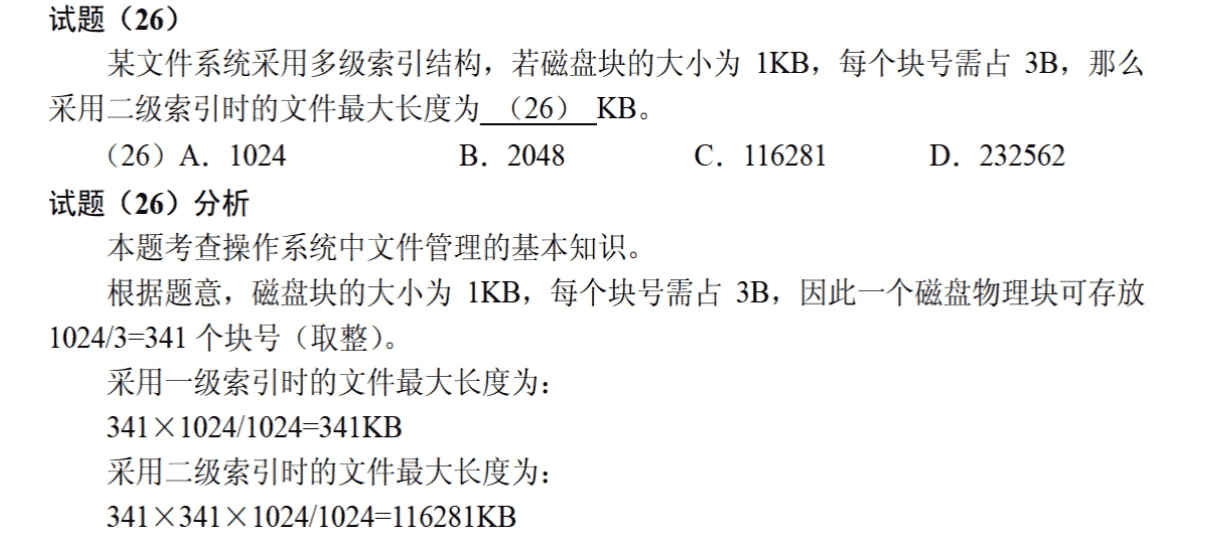 试题（26）
某文件系统采用多级索引结构，若磁盘块的大小为 1KB，每个块号需占 3B，那么
采用二级索引时的文件最大长度为 （26） KB。
（26）A．1024 B．2048 C．116281 D．232562
试题（26）分析
本题考查操作系统中文件管理的基本知识。
根据题意，磁盘块的大小为 1KB，每个块号需占 3B，因此一个磁盘物理块可存放
1024/3=341 个块号（取整）。
采用一级索引时的文件最大长度为：
341×1024/1024=341KB
采用二级索引时的文件最大长度为：
341×341×1024/1024=116281KB